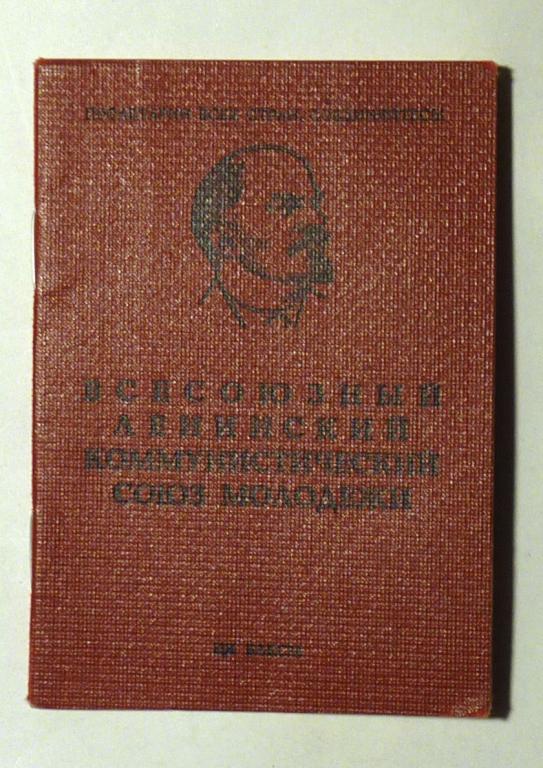 ПРОЛЕТАРИИ ВСЕХ СТРАН, СОЕДИНЯЙТЕСЬ!
ВСЕСОЮЗНЫЙ
ЛЕНИНСКИЙ
КОММУНИСТИЧЕСКИЙ
СОЮЗ МОЛОДЕЖИ
ЦК ВЛКСМ